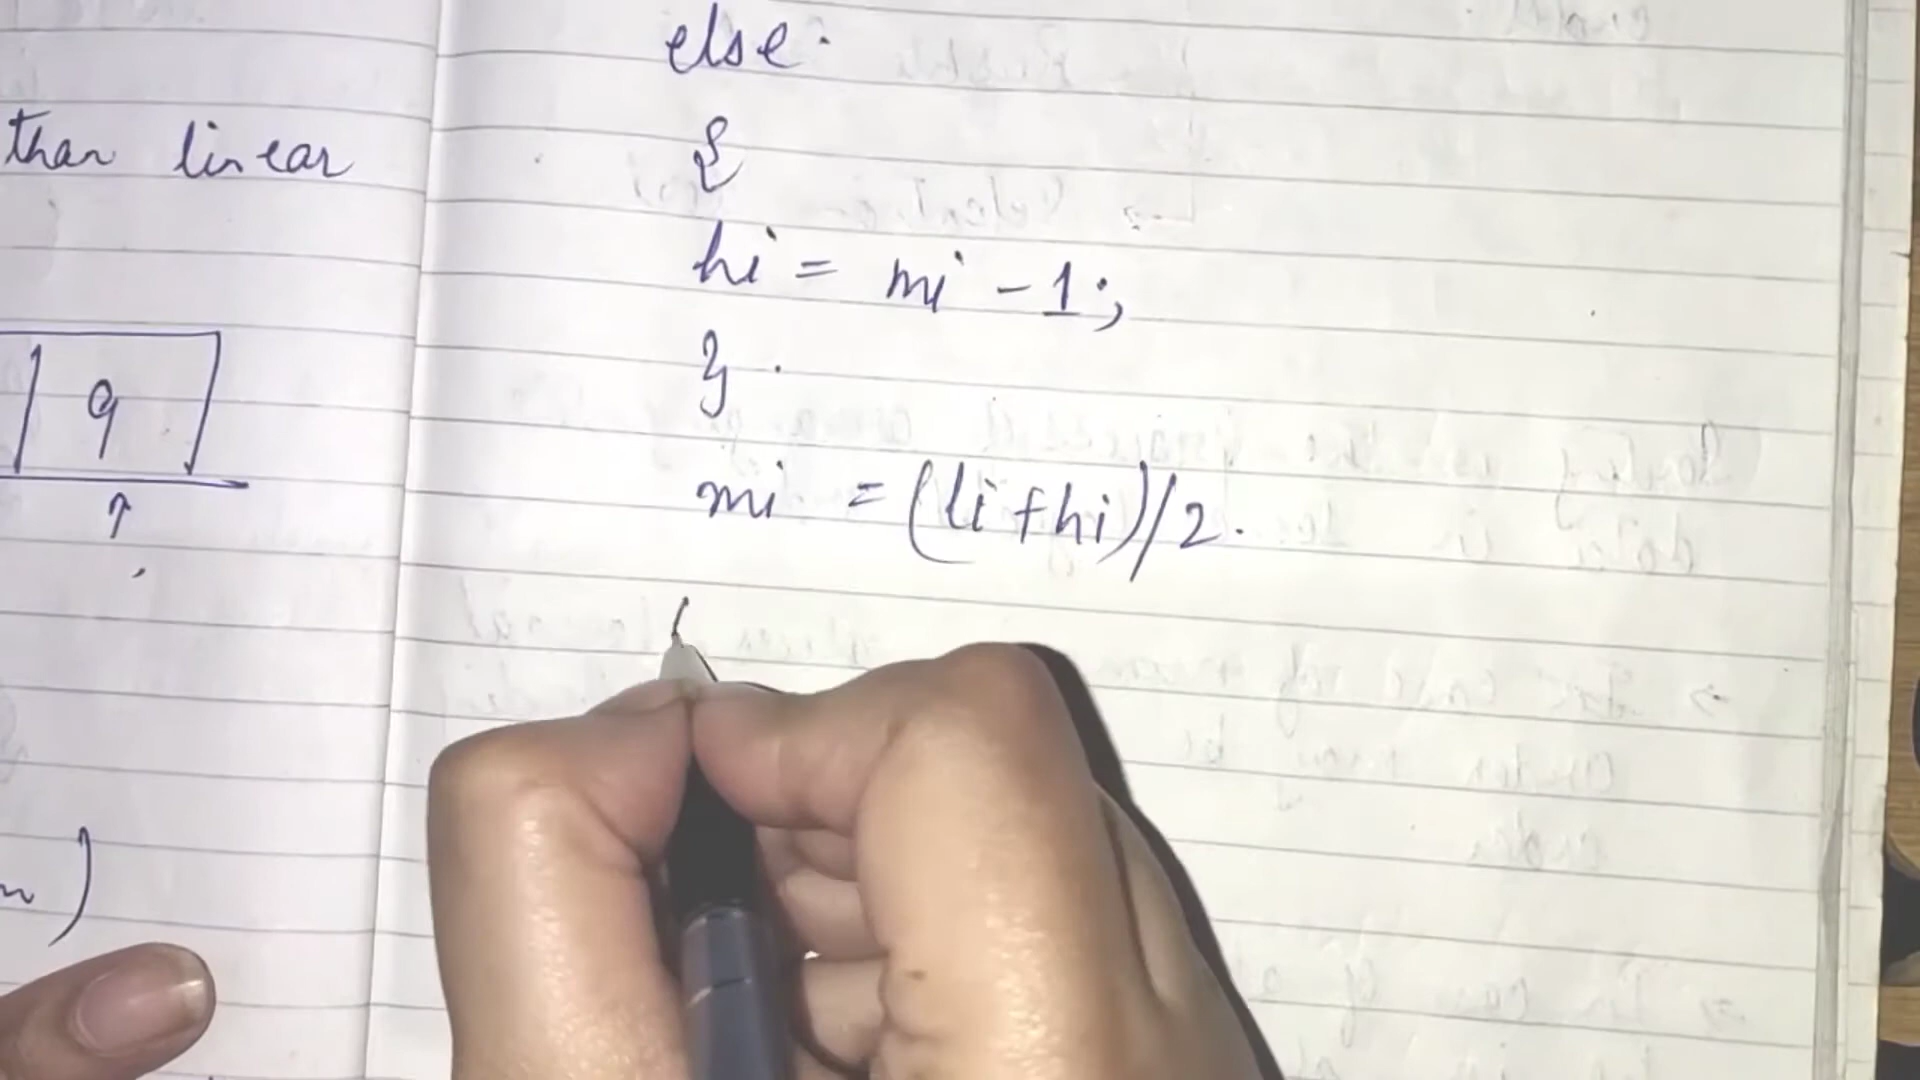 than linear
9
else
{
hi = mi - 1;
}
mi = (li + hi)/2.